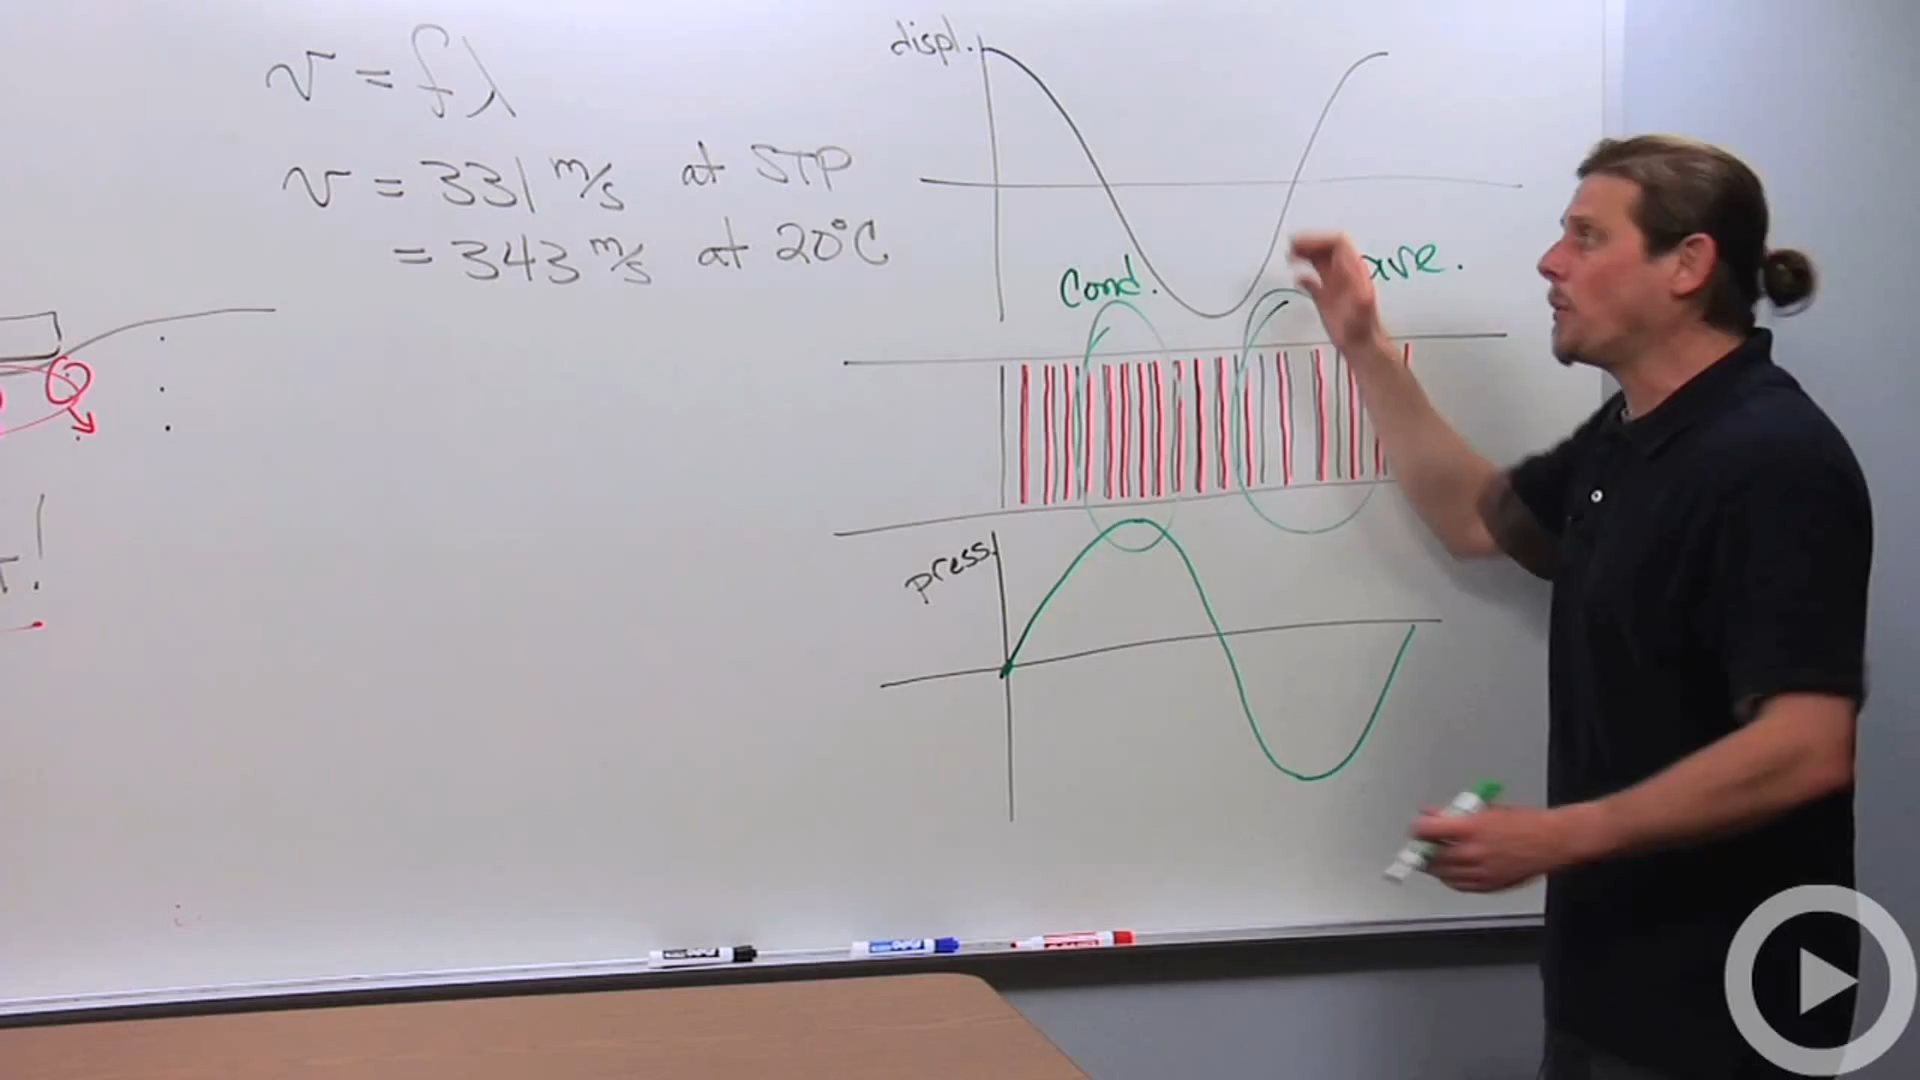 v = fλ
v = 331 m/s at STP
= 343 m/s at 20°C
displ.
Cond.
press.